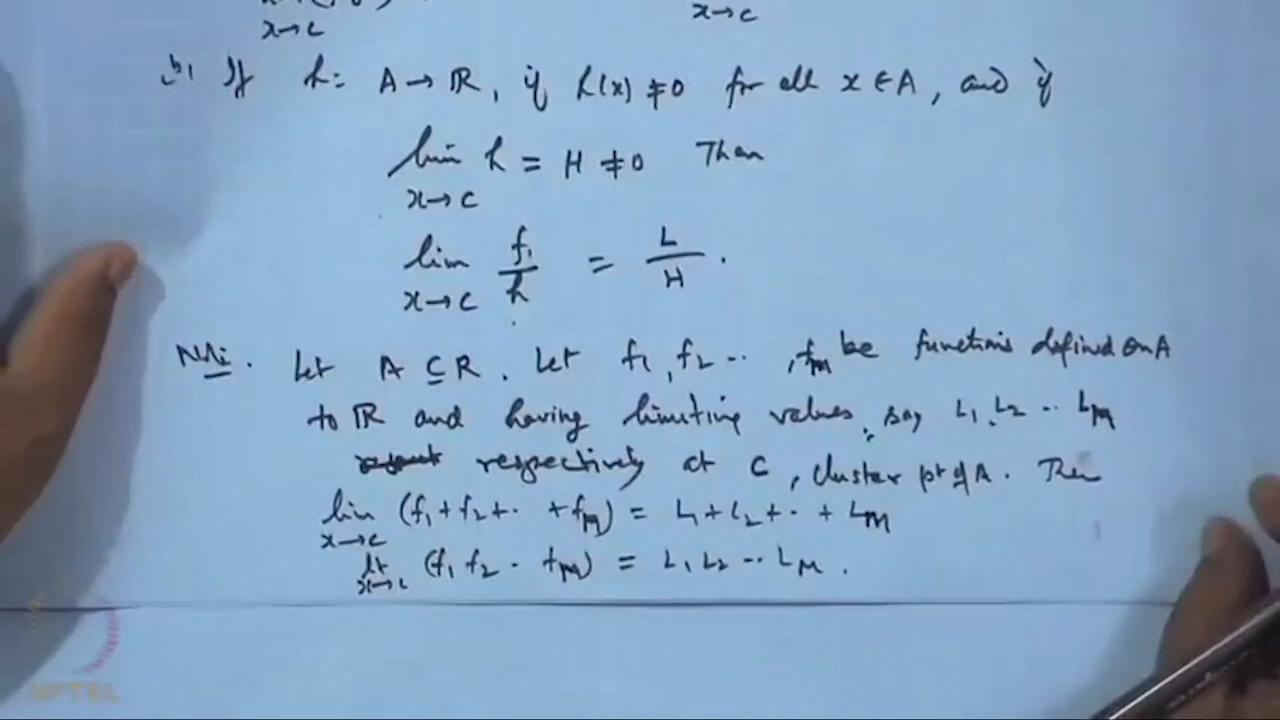 x→c
x→c
b) If h: A → ℝ, if h(x) ≠ 0 for all x ∈ A, and if
lim h = H ≠ 0 Then
x→c
lim f₁/h = L/H.
x→c
Let A ⊆ R. Let f₁, f₂ .. , fₘ be functions defined on A
to ℝ and having limiting values, say L₁, L₂ .. Lₘ
respectively at c, cluster pt of A. Then
lim (f₁+f₂+· +fₘ) = L₁+L₂+· + Lₘ
x→c
lt (f₁ f₂ · fₘ) = L₁ L₂ ... Lₘ.
x→c
NPTEL